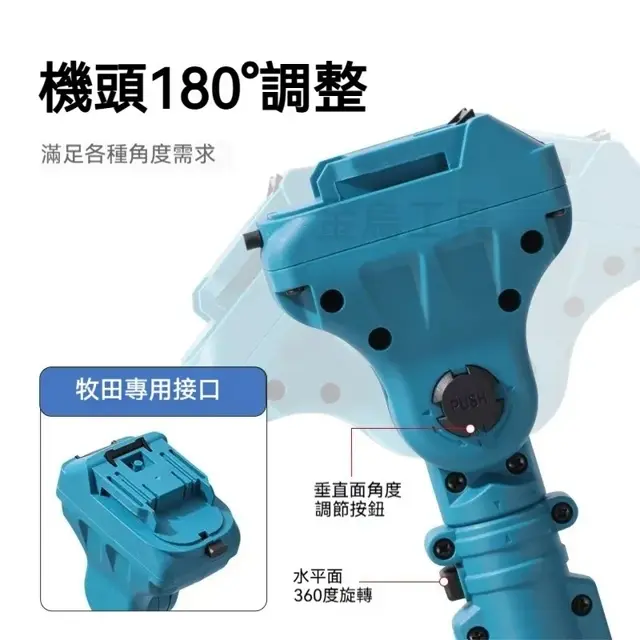 機頭180°調整
滿足各種角度需求
牧田專用接口
PUSH
垂直面角度
調節按鈕
水平面
360度旋轉